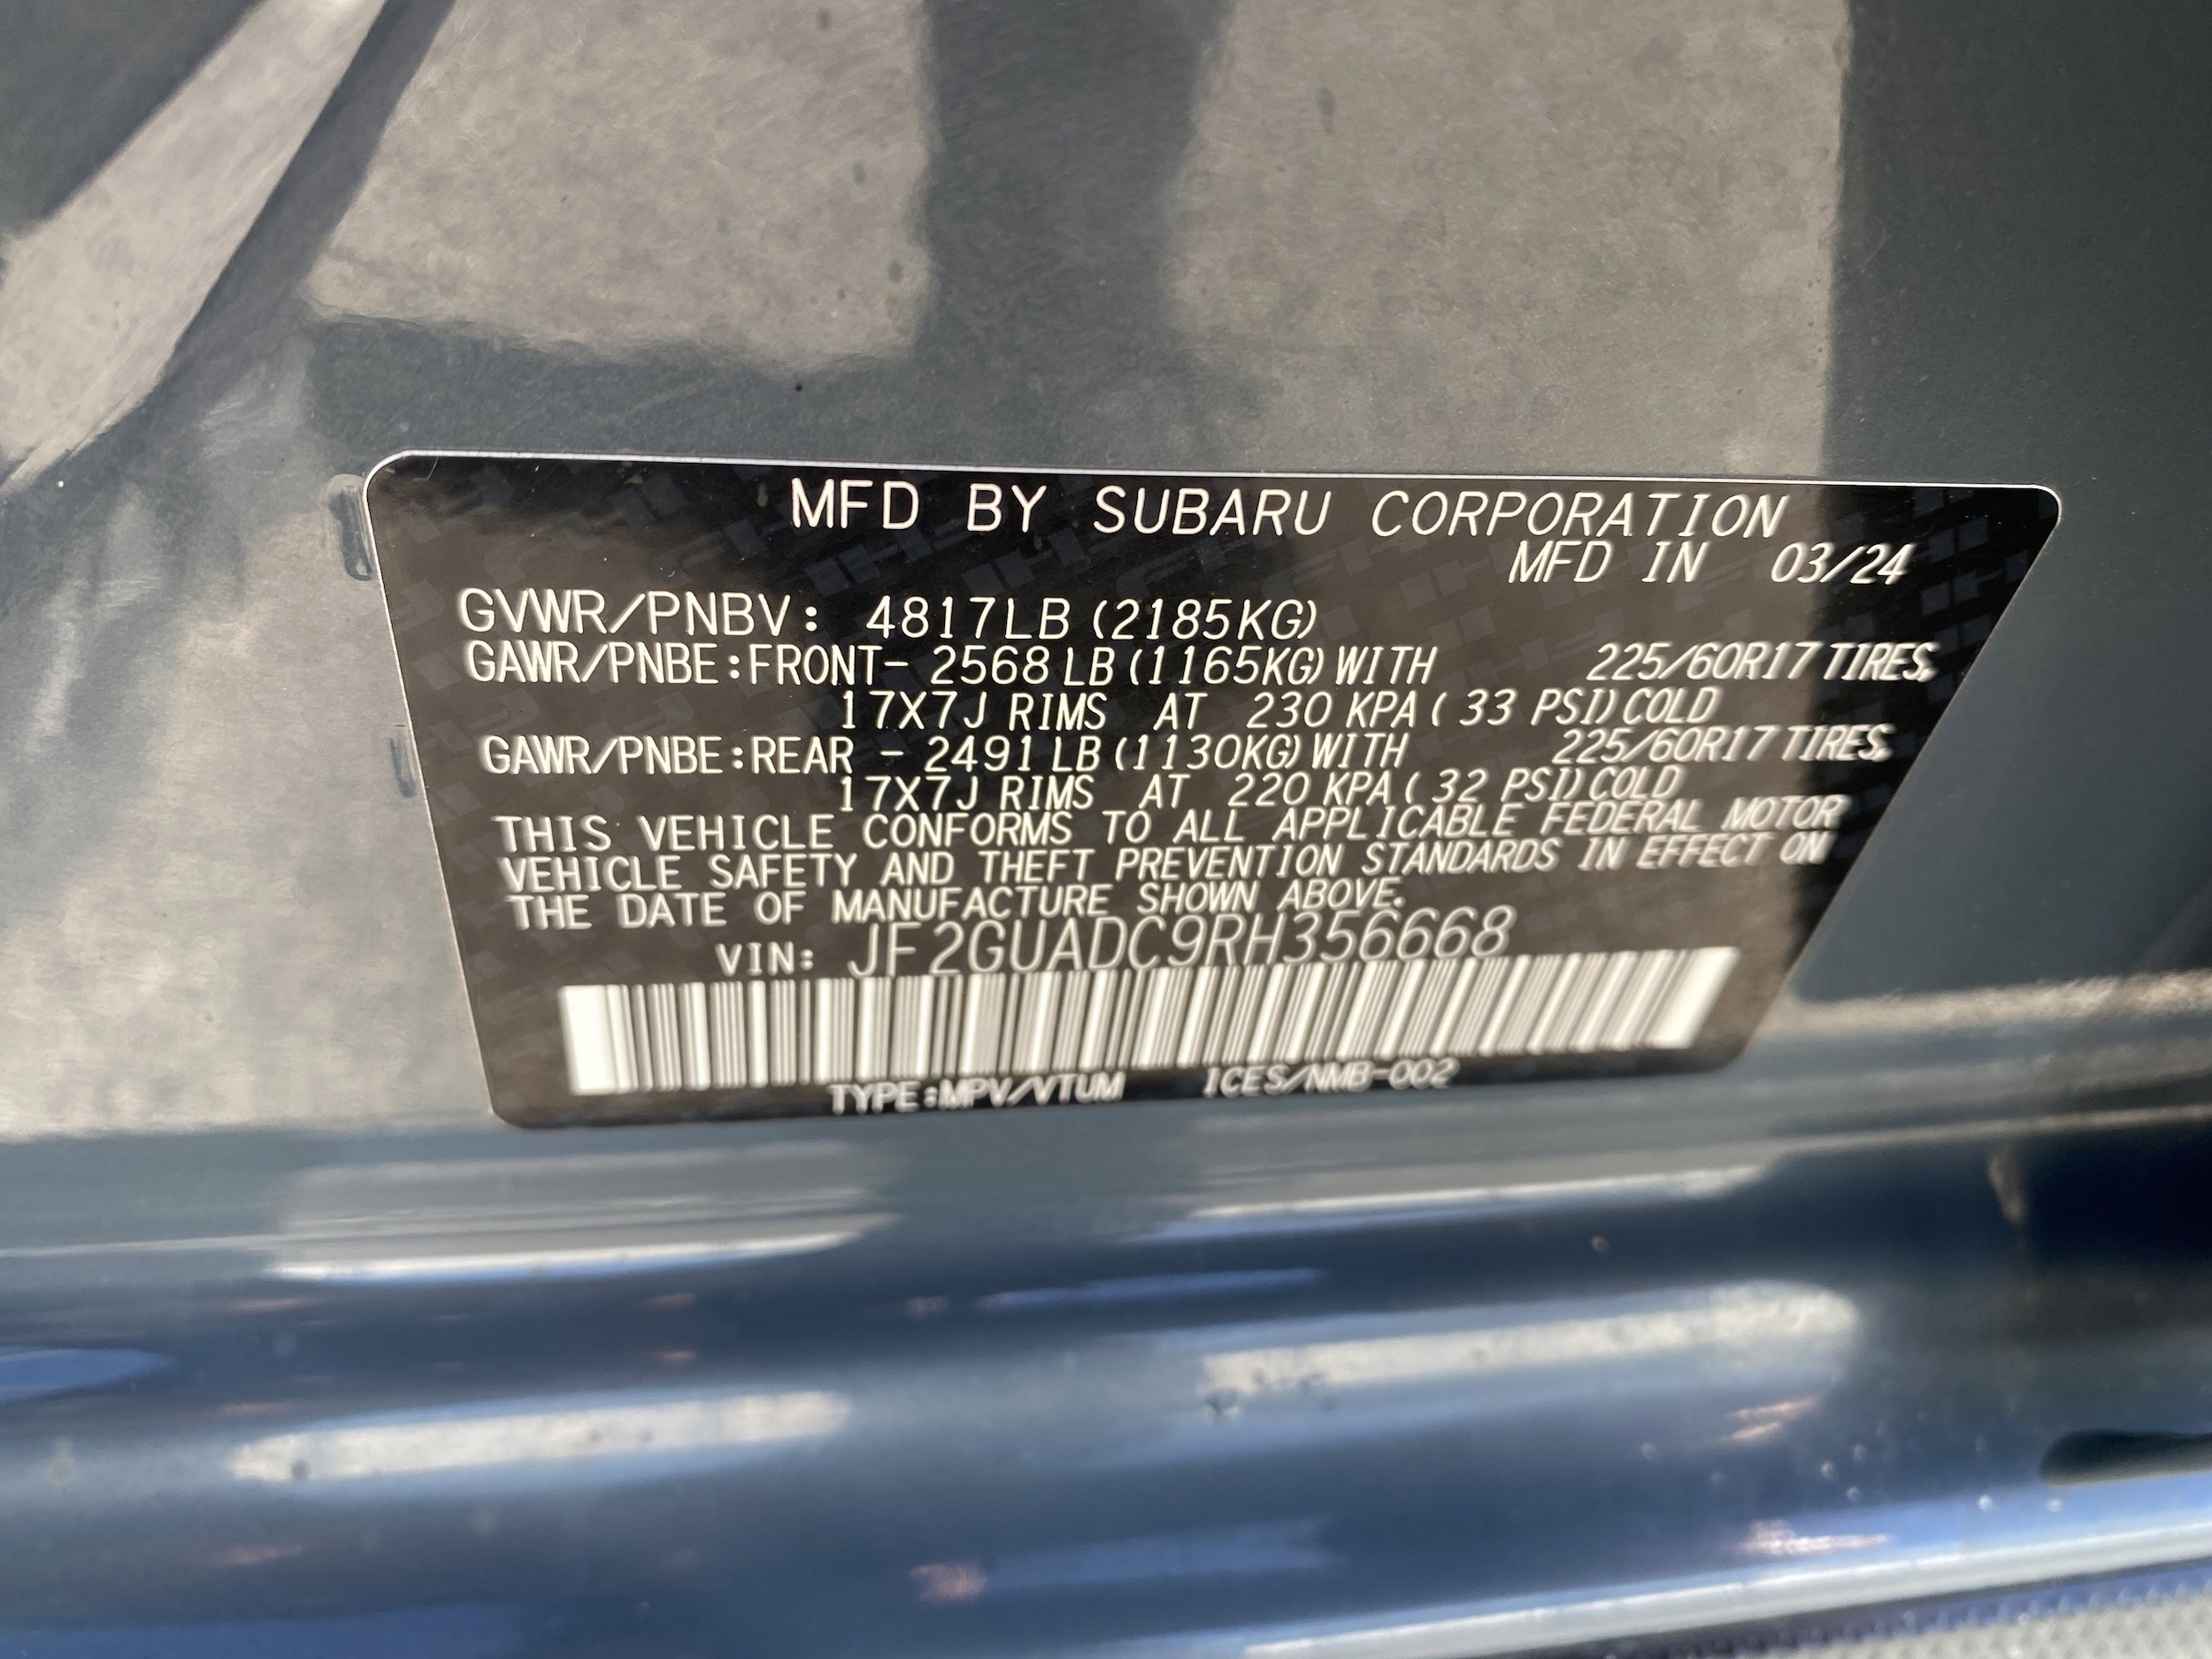 MFD BY SUBARU CORPORATION
MFD IN 03/24
GVWR/PNBV: 4817LB (2185KG)
GAWR/PNBE:FRONT- 2568 LB (1165KG) WITH 225/60R17 TIRES,
17X7J RIMS AT 230 KPA ( 33 PSI) COLD
GAWR/PNBE:REAR - 2491 LB (1130KG) WITH 225/60R17 TIRES,
17X7J RIMS AT 220 KPA ( 32 PSI) COLD
THIS VEHICLE CONFORMS TO ALL APPLICABLE FEDERAL MOTOR
VEHICLE SAFETY AND THEFT PREVENTION STANDARDS IN EFFECT ON
THE DATE OF MANUFACTURE SHOWN ABOVE.
VIN: JF2GUADC9RH356668
TYPE:MPV/VTUM ICES/NMB-002